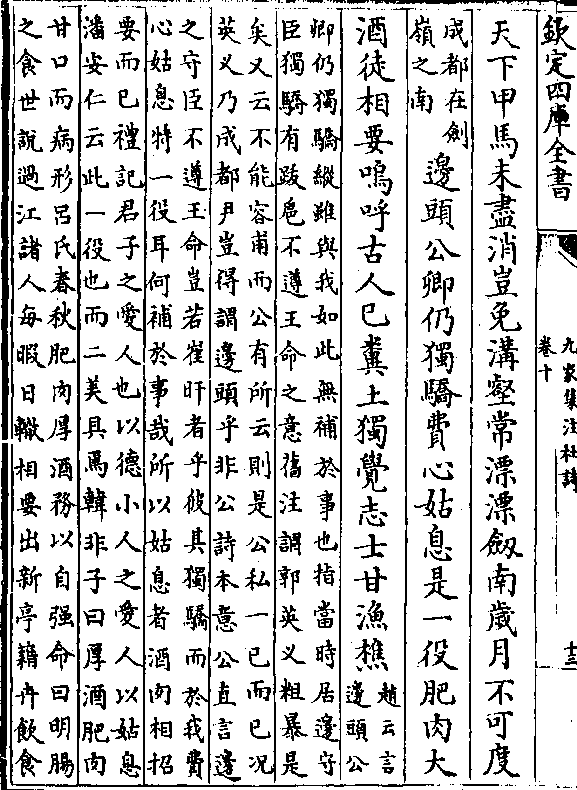 欽定四庫全書
九家集注杜詩
卷十
十三
天下甲馬未盡消豈免溝壑常漂漂劒南歲月不可度
成都在劍
嶺之南
邊頭公卿仍獨驕費心姑息是一役肥肉大
酒徒相要嗚呼古人已糞土獨覺志士甘漁樵
趙云言
邊頭公
卿仍獨驕縱雖與我如此無補於事也指當時居邊守
臣獨驕有跋扈不遵王命之意舊注謂郭英乂粗暴是
矣又云不能容甫而公有所云則是公私一己而已況
英乂乃成都尹豈得謂邊頭乎非公詩本意公直言邊
之守臣不遵王命豈若崔旰者乎彼其獨驕而於我費
心姑息特一役耳何補於事哉所以姑息者酒肉相招
要而已禮記君子之愛人也以德小人之愛人以姑息
潘安仁云此一役也而二美具焉韓非子曰厚酒肥肉
甘口而病形呂氏春秋肥肉厚酒務以自强命曰明腸
之食世說過江諸人每暇日輙相要出新亭籍卉飲食